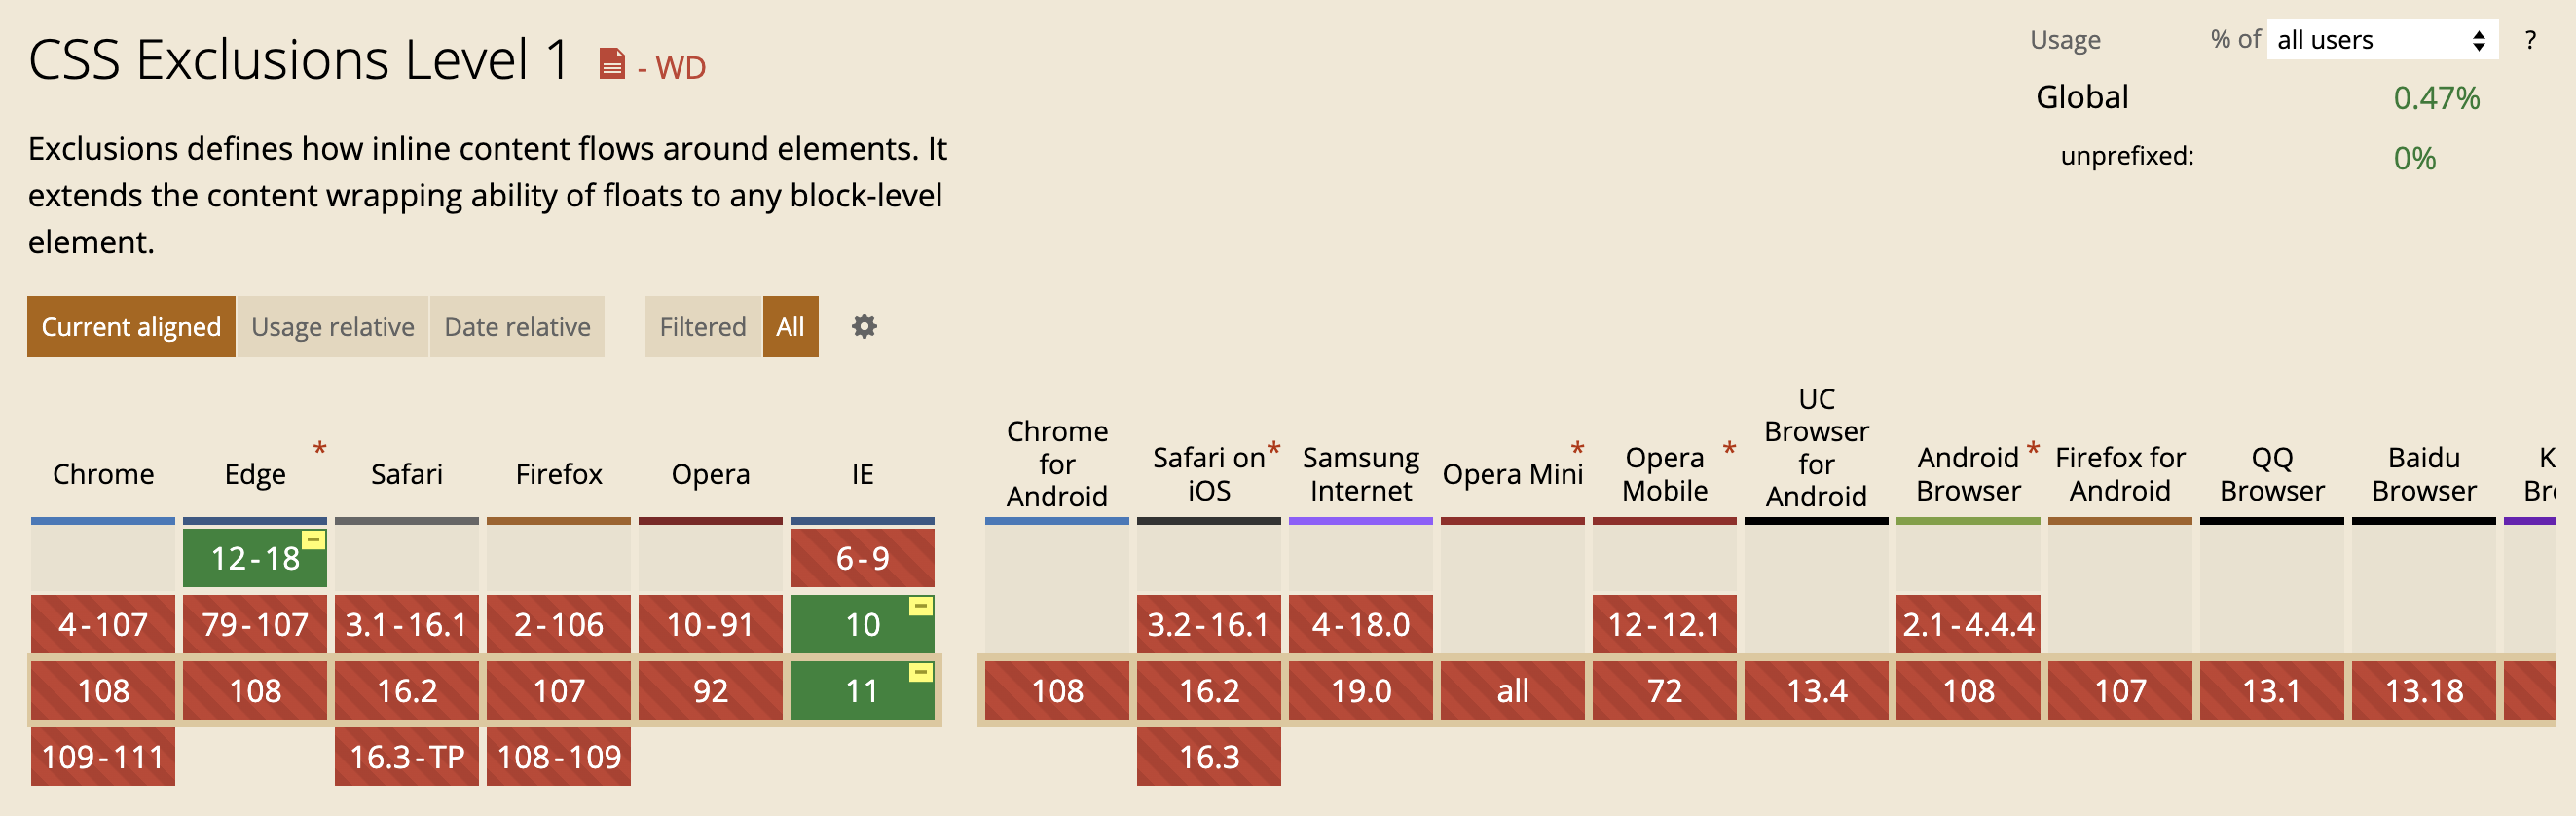 CSS Exclusions Level 1 - WD
Usage % of all users ?
Global 0.47%
unprefixed: 0%
Exclusions defines how inline content flows around elements. It
extends the content wrapping ability of floats to any block-level
element.
Current aligned Usage relative Date relative Filtered All
Chrome
Edge *
Safari
Firefox
Opera
IE
Chrome
for
Android
Safari on *
iOS
Samsung
Internet
Opera Mini *
Opera *
Mobile
UC
Browser
for
Android
Android *
Browser
Firefox for
Android
QQ
Browser
Baidu
Browser
12-18 6-9
4-107 79-107 3.1-16.1 2-106 10-91 10 3.2-16.1 4-18.0 12-12.1 2.1-4.4.4
108 108 16.2 107 92 11 108 16.2 19.0 all 72 13.4 108 107 13.1 13.18
109-111 16.3-TP 108-109 16.3